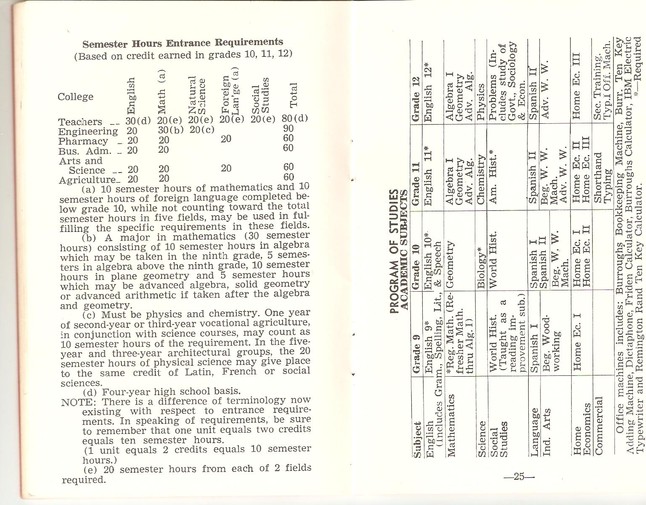 Semester Hours Entrance Requirements
(Based on credit earned in grades 10, 11, 12)
College English Math (a) Natural Science Foreign Lan'ge (a) Social Studies Total
Teachers -- 30(d) 20(e) 20(e) 20(e) 20(e) 80(d)
Engineering 20 30(b) 20(c) 90
Pharmacy - 20 20 20 60
Bus. Adm. - 20 20 60
Arts and
Science -- 20 20 20 60
Agriculture- 20 20 60
(a) 10 semester hours of mathematics and 10
semester hours of foreign language completed be-
low grade 10, while not counting toward the total
semester hours in five fields, may be used in ful-
filling the specific requirements in these fields.
(b) A major in mathematics (30 semester
hours) consisting of 10 semester hours in algebra
which may be taken in the ninth grade, 5 semes-
ters in algebra above the ninth grade, 10 semester
hours in plane geometry and 5 semester hours
which may be advanced algebra, solid geometry
or advanced arithmetic if taken after the algebra
and geometry.
(c) Must be physics and chemistry. One year
of second-year or third-year vocational agriculture,
in conjunction with science courses, may count as
10 semester hours of the requirement. In the five-
year and three-year architectural groups, the 20
semester hours of physical science may give place
to the same credit of Latin, French or social
sciences.
(d) Four-year high school basis.
NOTE: There is a difference of terminology now
existing with respect to entrance require-
ments. In speaking of requirements, be sure
to remember that one unit equals two credits
equals ten semester hours.
(1 unit equals 2 credits equals 10 semester
hours.)
(e) 20 semester hours from each of 2 fields
required.
PROGRAM OF STUDIES
ACADEMIC SUBJECTS
Subject Grade 9 Grade 10 Grade 11 Grade 12
English English 9* English 10* English 11* English 12*
(Includes Gram., Spelling, Lit., & Speech
Mathematics *Reg. Math. (Re- Geometry Algebra I Algebra I
fresher Math. Geometry Geometry
thru Alg. I) Adv. Alg. Adv. Alg.
Science Biology* Chemistry Physics
Social World Hist. World Hist. Am. Hist.* Problems (In-
Studies (Taught as a cludes study of
reading im- Govt., Sociology
provement sub.) & Econ.
Language Spanish I Spanish I Spanish II Spanish II
Ind. Arts Beg. Wood- Spanish II Beg. W. W. Adv. W. W.
working Beg. W. W. Mach.
Mach. Adv. W. W.
Home Home Ec. I Home Ec. I Home Ec. II Home Ec. III
Economics Home Ec. II Home Ec. III
Commercial Shorthand Sec. Training.
Typing Typ.I Off. Mach.
Office machines includes: Burroughs Bookkeeping Machine, Burr. Ten Key
Adding Machine, Dictaphone, Friden Calculator, Burroughs Calculator, IBM Electric
Typewriter and Remington Rand Ten Key Calculator. *—Required
—25—